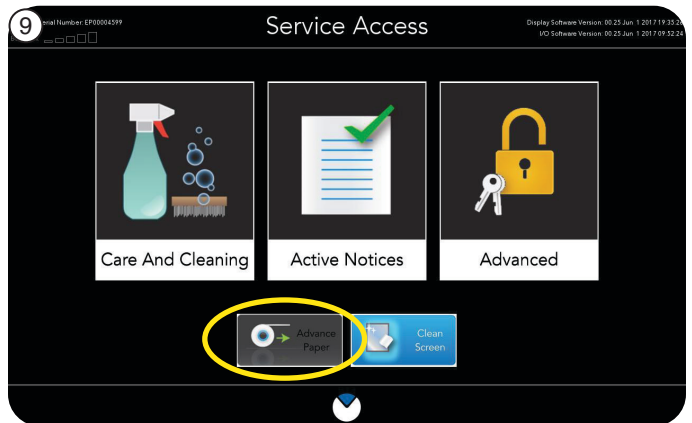 9
erial Number: EP00004599
Service Access
Display Software Version: 00.25 Jun 1 2017 19:33:26
I/O Software Version: 00.25 Jun 1 2017 09:52:24
Care And Cleaning
Active Notices
Advanced
Advance
Paper
Clean
Screen